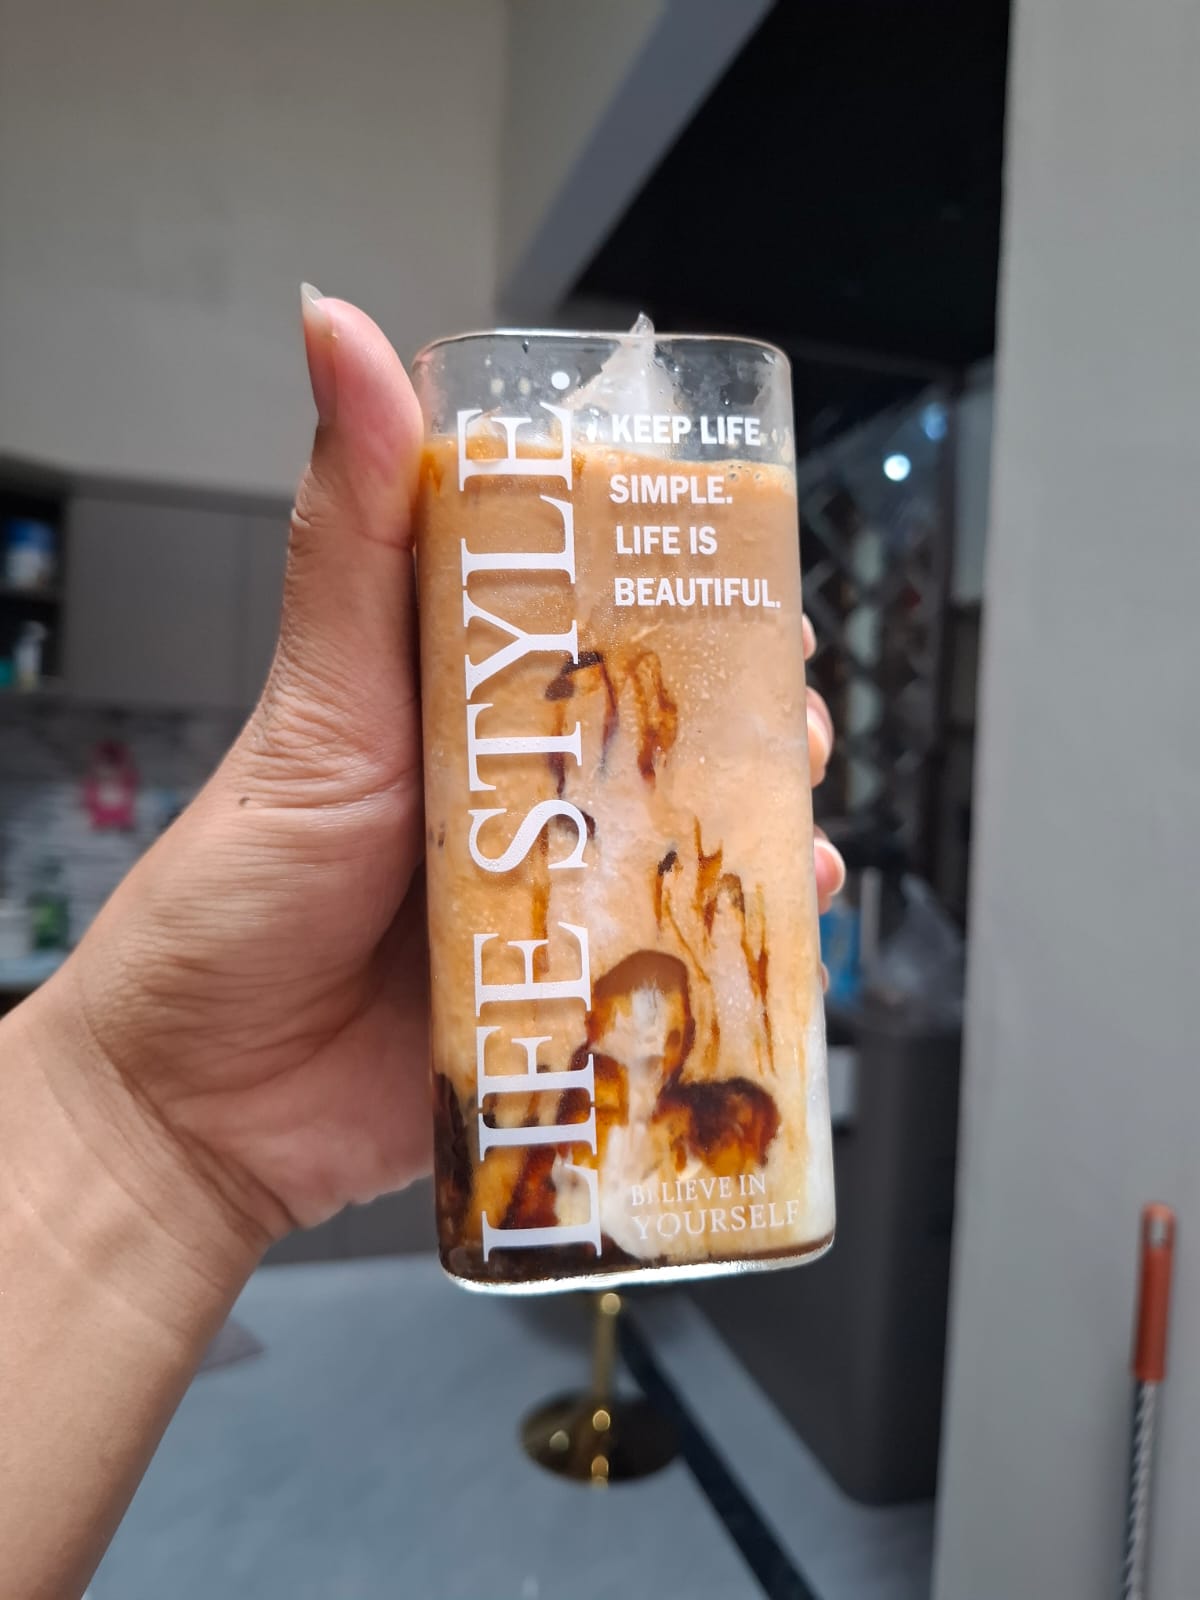 LIFE STYLE.
KEEP LIFE
SIMPLE.
LIFE IS
BEAUTIFUL.
BELIEVE IN
YOURSELF